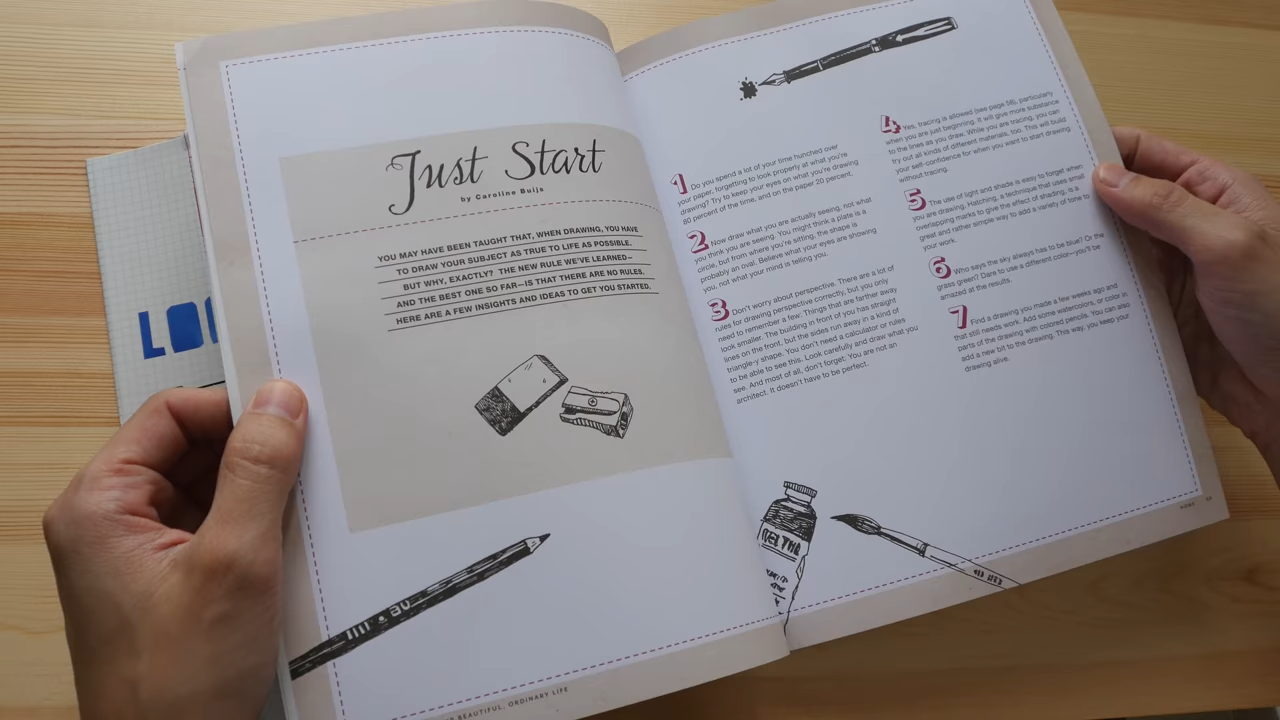 Just Start
by Caroline Buijs
YOU MAY HAVE BEEN TAUGHT THAT, WHEN DRAWING, YOU HAVE
TO DRAW YOUR SUBJECT AS TRUE TO LIFE AS POSSIBLE.
BUT WHY, EXACTLY? THE NEW RULE WE'VE LEARNED—
AND THE BEST ONE SO FAR—IS THAT THERE ARE NO RULES.
HERE ARE A FEW INSIGHTS AND IDEAS TO GET YOU STARTED.
BEAUTIFUL, ORDINARY LIFE
1 Do you spend a lot of your time hunched over
your paper, forgetting to look properly at what you're
drawing? Try to keep your eyes on what you're drawing
80 percent of the time, and on the paper 20 percent.
2 Now draw what you are actually seeing, not what
you think you are seeing. You might think a plate is a
circle, but from where you're sitting, the shape is
probably an oval. Believe what your eyes are showing
you, not what your mind is telling you.
3 Don't worry about perspective. There are a lot of
rules for drawing perspective correctly, but you only
need to remember a few: Things that are farther away
look smaller. The building in front of you has straight
lines on the front, but the sides run away in a kind of
triangle-y shape. You don't need a calculator or rules
to be able to see this. Look carefully and draw what you
see. And most of all, don't forget: You are not an
architect. It doesn't have to be perfect.
4 Yes, tracing is allowed (see page 58), particularly
when you are just beginning. It will give more substance
to the lines as you draw. While you are tracing, you can
try out all kinds of different materials, too. This will build
your self-confidence for when you want to start drawing
without tracing.
5 The use of light and shade is easy to forget when
you are drawing. Hatching, a technique that uses small
overlapping marks to give the effect of shading, is a
great and rather simple way to add a variety of tone to
your work.
6 Who says the sky always has to be blue? Or the
grass green? Dare to use a different color—you'll be
amazed at the results.
7 Find a drawing you made a few weeks ago and
that still needs work. Add some watercolors, or color in
parts of the drawing with colored pencils. You can also
add a new bit to the drawing. This way, you keep your
drawing alive.